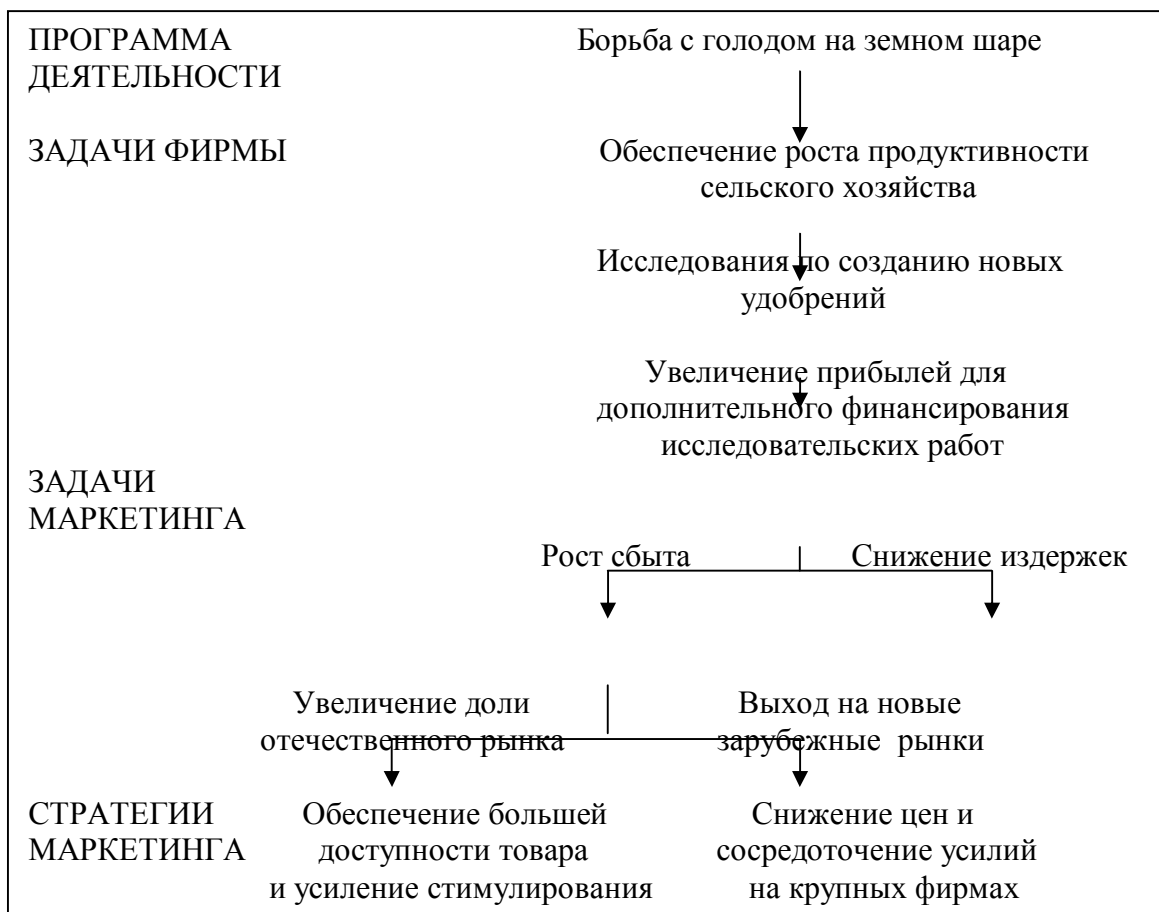 ПРОГРАММА
ДЕЯТЕЛЬНОСТИ
Борьба с голодом на земном шаре
ЗАДАЧИ ФИРМЫ
Обеспечение роста продуктивности
сельского хозяйства
Исследования по созданию новых
удобрений
Увеличение прибылей для
дополнительного финансирования
исследовательских работ
ЗАДАЧИ
МАРКЕТИНГА
Рост сбыта
Снижение издержек
Увеличение доли
отечественного рынка
Выход на новые
зарубежные рынки
СТРАТЕГИИ
МАРКЕТИНГА
Обеспечение большей
доступности товара
и усиление стимулирования
Снижение цен и
сосредоточение усилий
на крупных фирмах